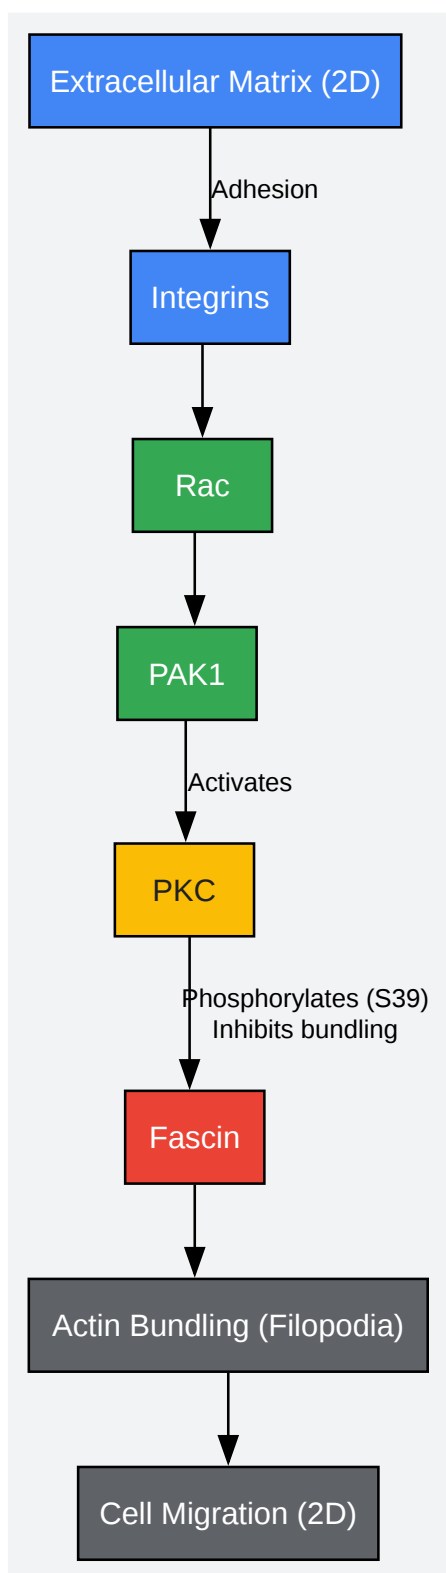 Extracellular Matrix (2D)
Adhesion
Integrins
Rac
PAK1
Activates
PKC
Phosphorylates (S39)
Inhibits bundling
Fascin
Actin Bundling (Filopodia)
Cell Migration (2D)